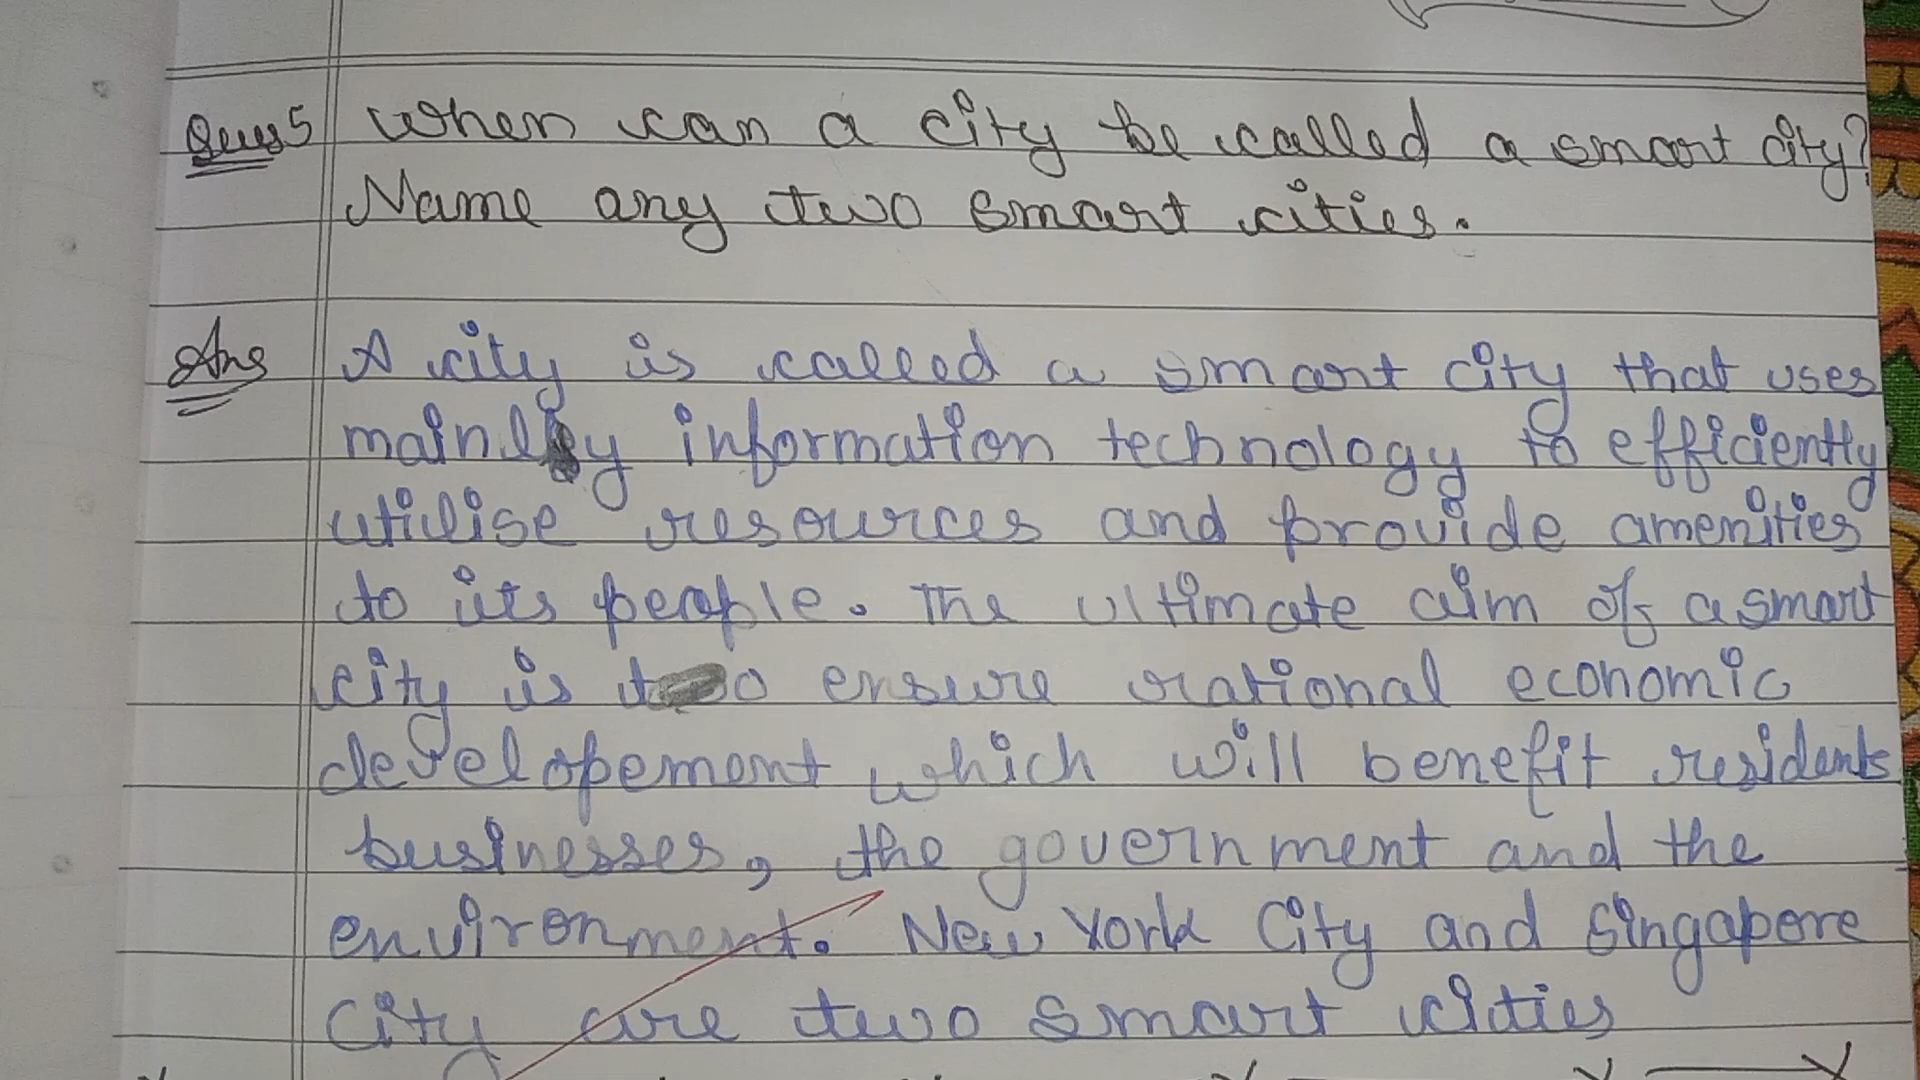 Ques 5 When can a city be called a smart city?
Name any two smart cities.
Ans A city is called a smart city that uses
mainly information technology to efficiently
utilise resources and provide amenities
to its people. The ultimate aim of a smart
city is to ensure rational economic
developement which will benefit residents
businesses, the government and the
environment. New York City and Singapore
City are two smart cities